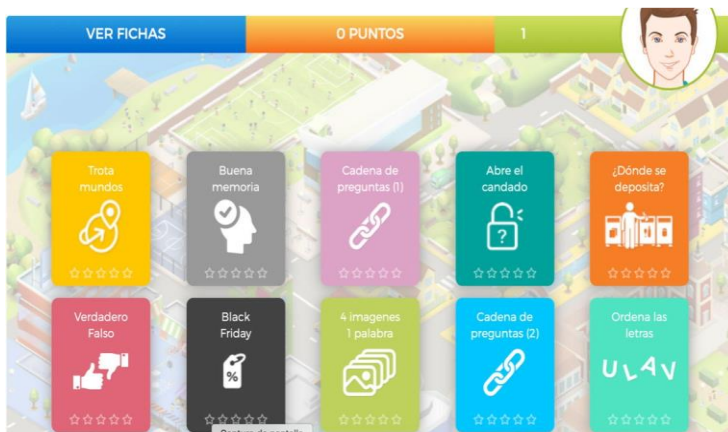 VER FICHAS
0 PUNTOS
1
Trota
mundos
Buena
memoria
Cadena de
preguntas (1)
Abre el
candado
?
¿Dónde se
deposita?
Verdadero
Falso
Black
Friday
%
4 imagenes
1 palabra
Cadena de
preguntas (2)
Ordena las
letras
U L A V